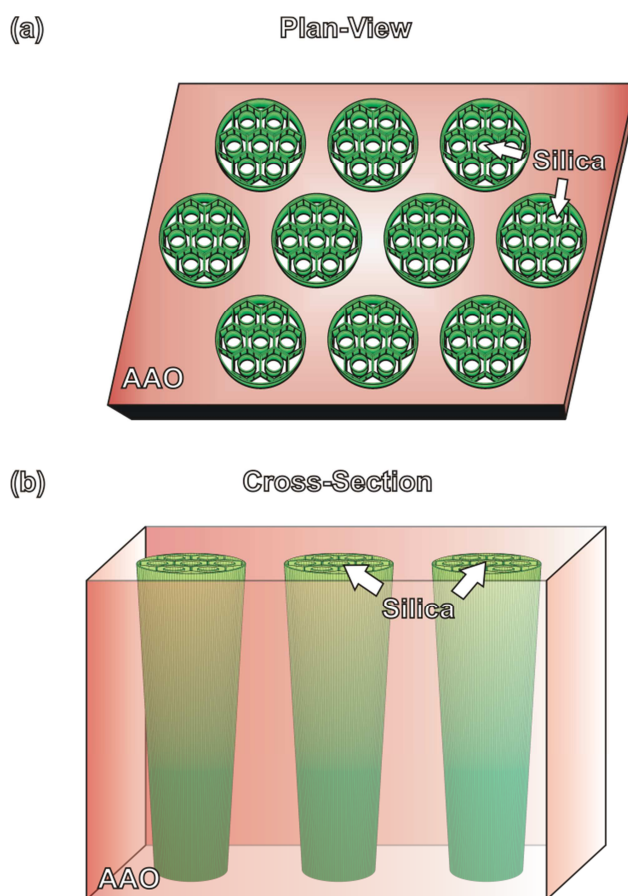 (a)
Plan-View
Silica
AAO
(b)
Cross-Section
Silica
AAO